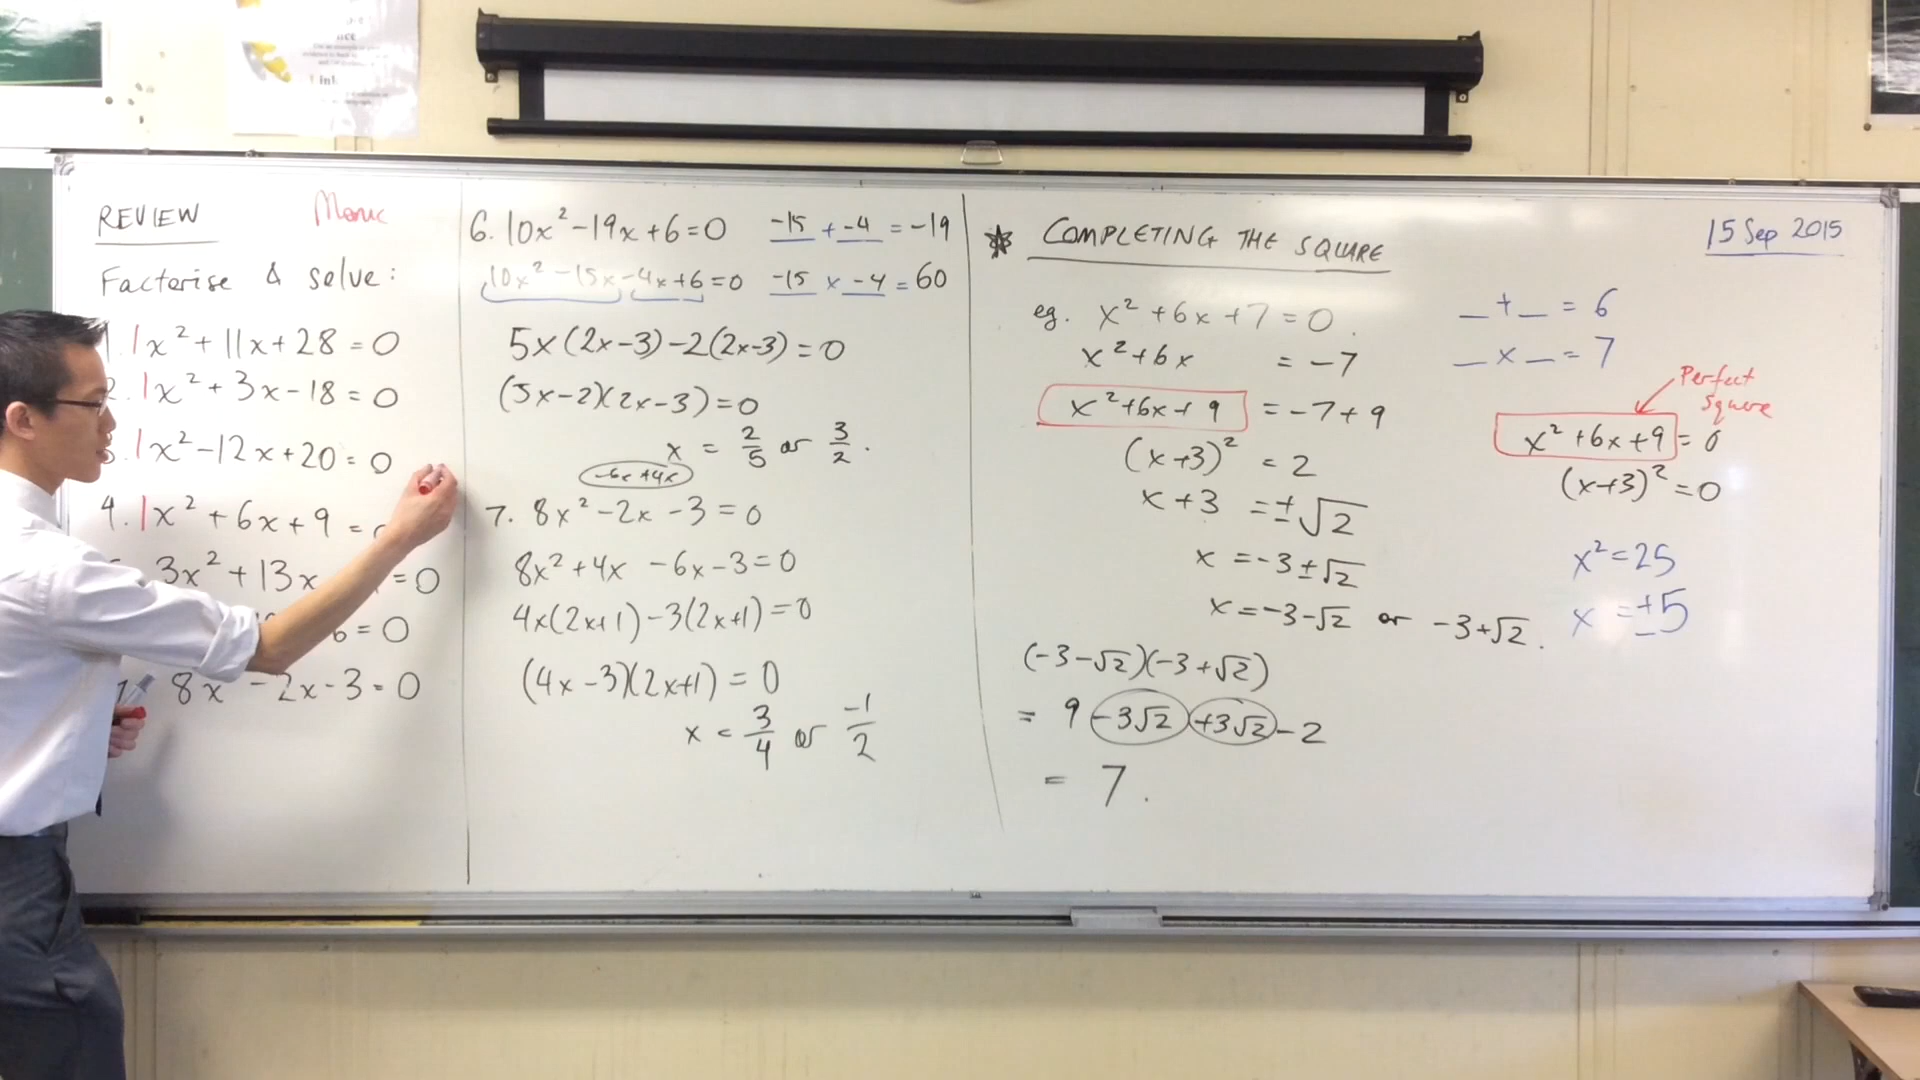 REVIEW
Monic
Factorise & solve:
1. 1x² + 11x + 28 = 0
2. 1x² + 3x - 18 = 0
3. 1x² - 12x + 20 = 0
4. 1x² + 6x + 9 =
3x² + 13x = 0
6 = 0
8x - 2x - 3 = 0
6. 10x² - 19x + 6 = 0 -15 + -4 = -19
10x² - 15x - 4x + 6 = 0 -15 x -4 = 60
5x(2x-3) - 2(2x-3) = 0
(5x-2)(2x-3) = 0
x = 2/5 or 3/2.
-6x + 4x
7. 8x² - 2x - 3 = 0
8x² + 4x - 6x - 3 = 0
4x(2x+1) - 3(2x+1) = 0
(4x-3)(2x+1) = 0
x = 3/4 or -1/2
COMPLETING THE SQUARE
15 Sep 2015
eg. x² + 6x + 7 = 0.
x² + 6x = -7
x² + 6x + 9 = -7 + 9
(x+3)² = 2
x + 3 = ±√2
x = -3 ± √2
x = -3 - √2 or -3 + √2.
(-3-√2)(-3+√2)
= 9 - 3√2 + 3√2 - 2
= 7.
_ + _ = 6
_ x _ = 7
Perfect
Square
x² + 6x + 9 = 0
(x+3)² = 0
x² = 25
x = ±5